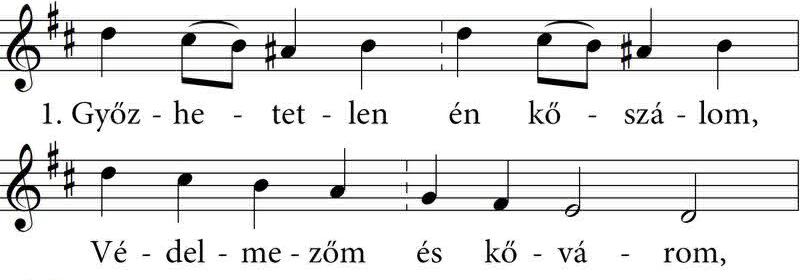 1. Győz - he - tet - len én kő - szá - lom,
Vé - del - me - zőm és kő - vá - rom,